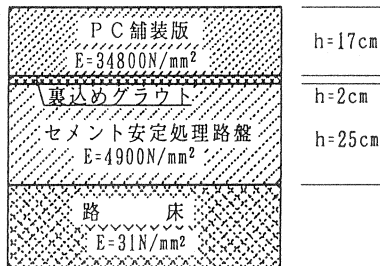 PC舗装版
E=34800N/mm²
h=17cm
裏込めグラウト
h=2cm
セメント安定処理路盤
E=4900N/mm²
h=25cm
路 床
E=31N/mm²